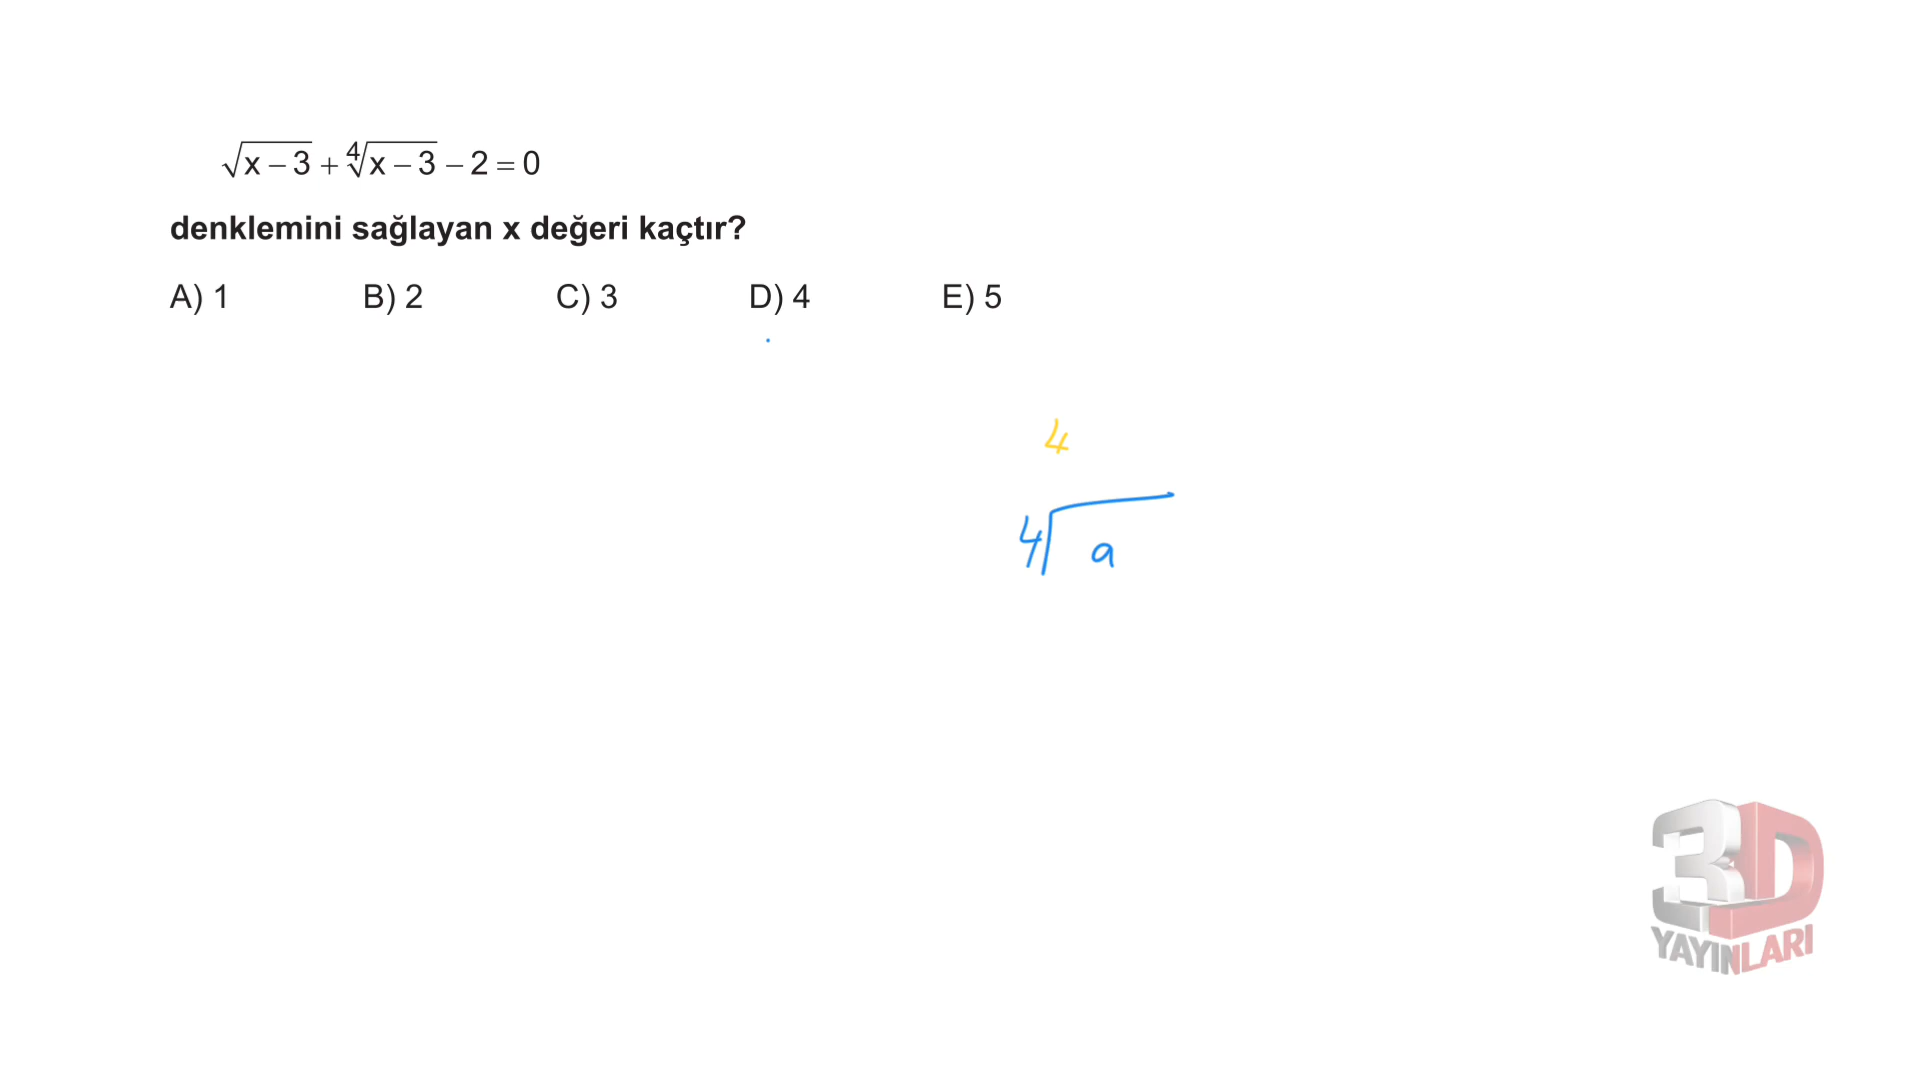 √x – 3 + ⁴√x – 3 – 2 = 0
denklemini sağlayan x değeri kaçtır?
A) 1 B) 2 C) 3 D) 4 E) 5
4
4√a
3D
YAYINLARI